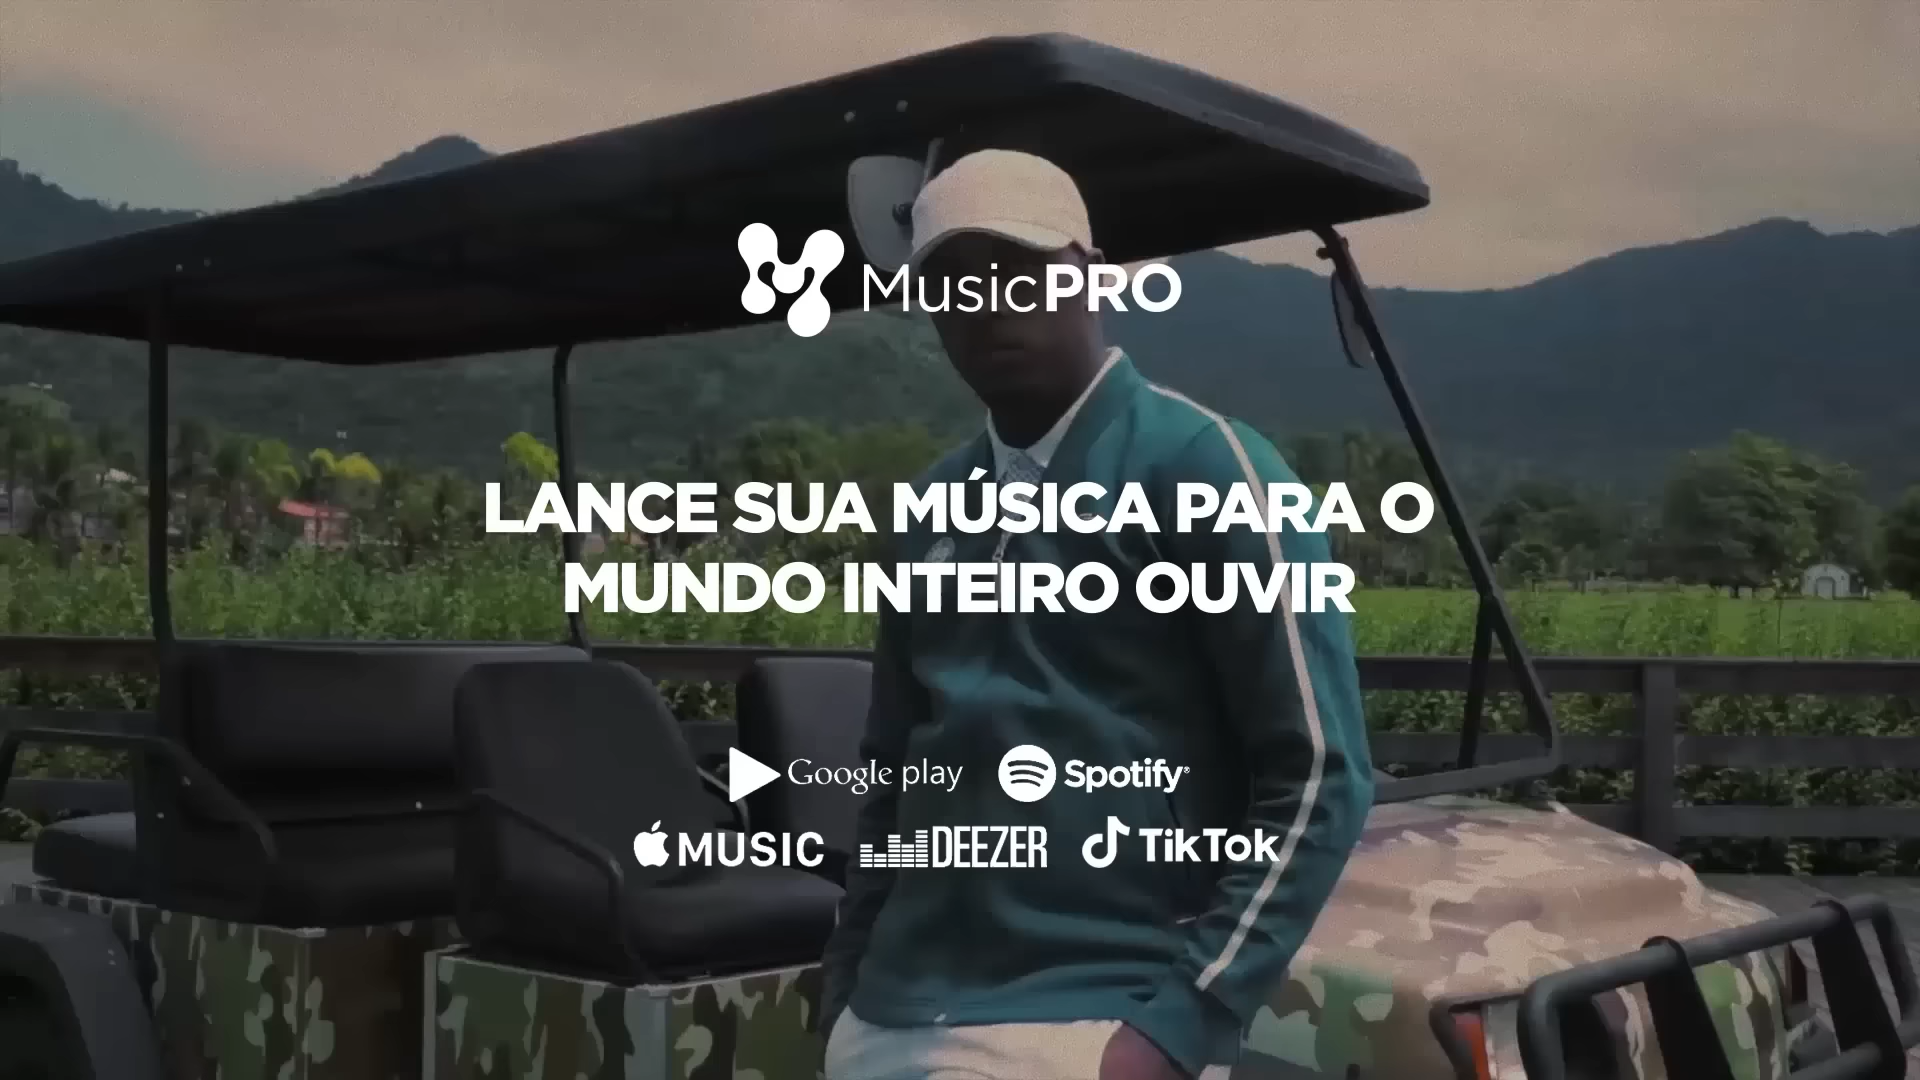 MusicPRO
LANCE SUA MÚSICA PARA O
MUNDO INTEIRO OUVIR
Google play
Spotify®
MUSIC
DEEZER
TikTok